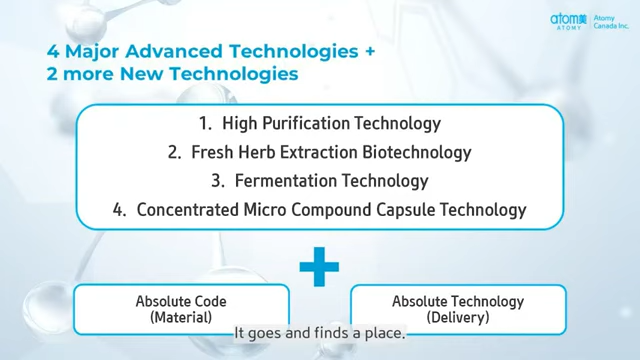 atom美
ATOMY
Atomy
Canada Inc.
4 Major Advanced Technologies +
2 more New Technologies
1. High Purification Technology
2. Fresh Herb Extraction Biotechnology
3. Fermentation Technology
4. Concentrated Micro Compound Capsule Technology
+
Absolute Code
(Material)
Absolute Technology
(Delivery)
It goes and finds a place.